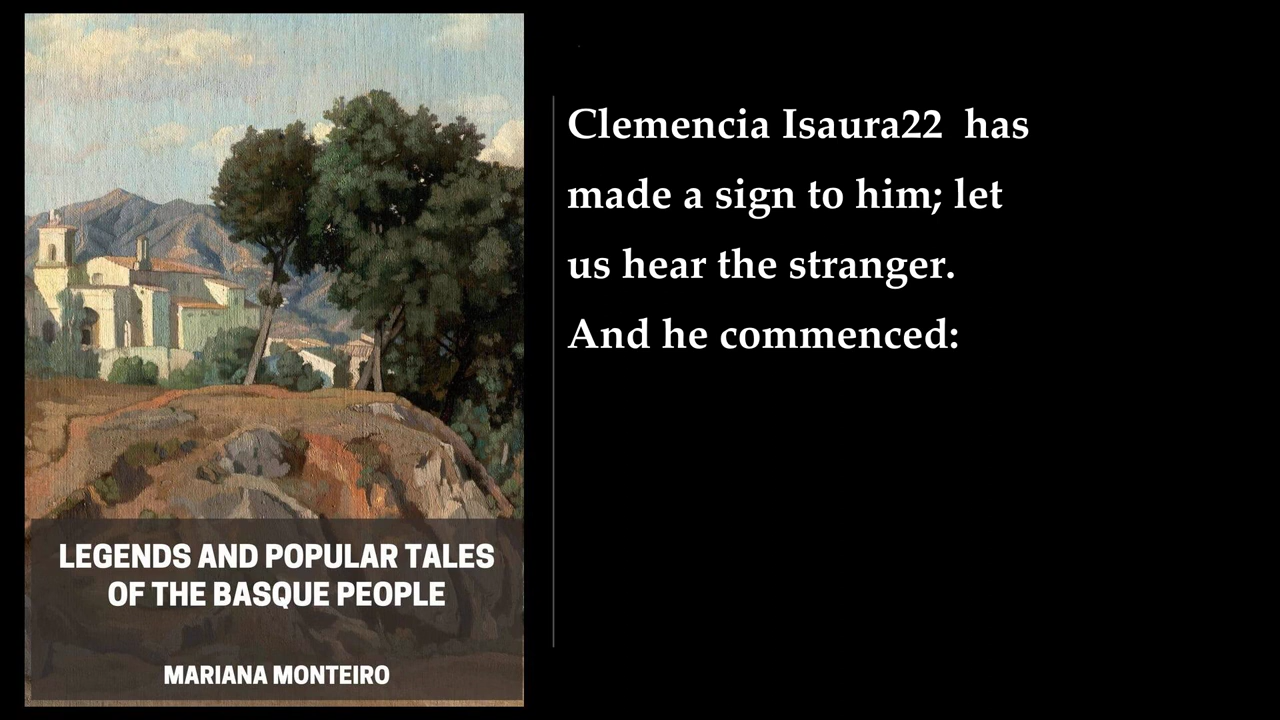 Clemencia Isaura22 has
made a sign to him; let
us hear the stranger.
And he commenced:
LEGENDS AND POPULAR TALES
OF THE BASQUE PEOPLE
MARIANA MONTEIRO